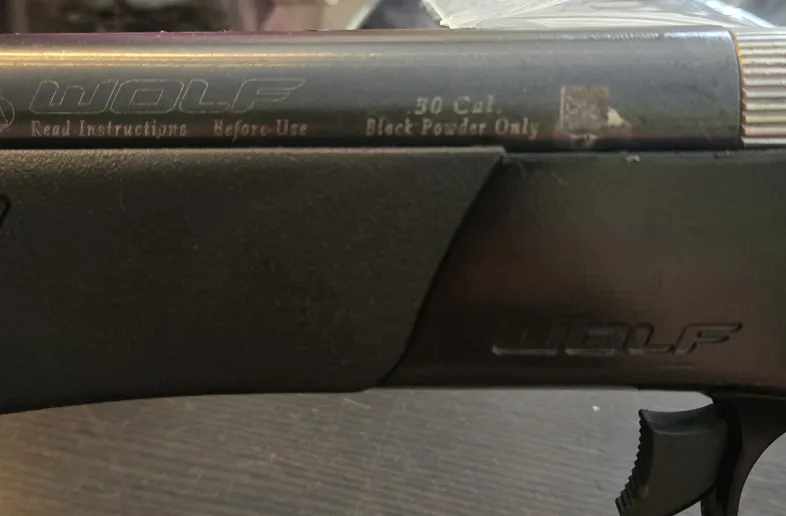 WOLF
.50 Cal.
Read Instructions Before Use
Black Powder Only
WOLF